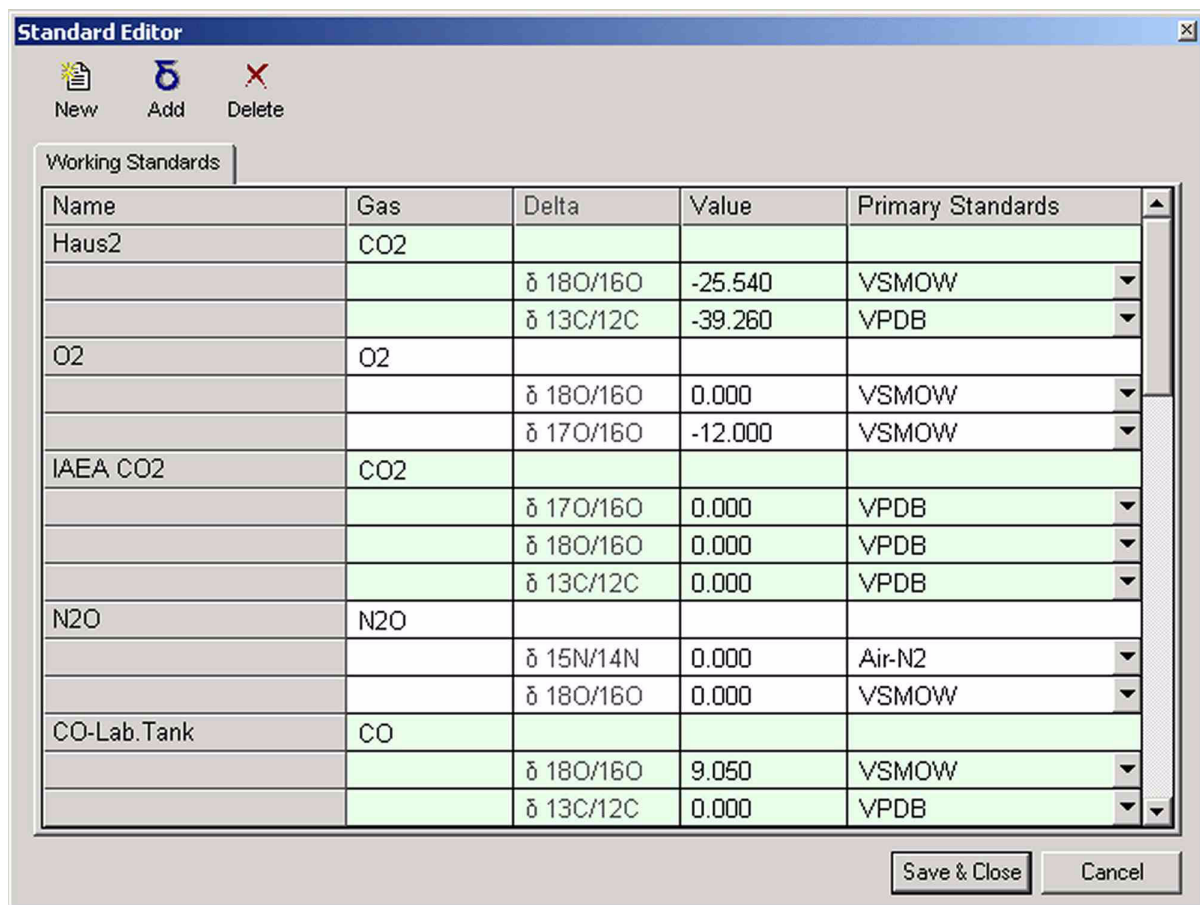 Standard Editor
New Add Delete
Working Standards
Name Gas Delta Value Primary Standards
Haus2 CO2
δ 18O/16O -25.540 VSMOW
δ 13C/12C -39.260 VPDB
O2 O2
δ 18O/16O 0.000 VSMOW
δ 17O/16O -12.000 VSMOW
IAEA CO2 CO2
δ 17O/16O 0.000 VPDB
δ 18O/16O 0.000 VPDB
δ 13C/12C 0.000 VPDB
N2O N2O
δ 15N/14N 0.000 Air-N2
δ 18O/16O 0.000 VSMOW
CO-Lab.Tank CO
δ 18O/16O 9.050 VSMOW
δ 13C/12C 0.000 VPDB
Save & Close Cancel